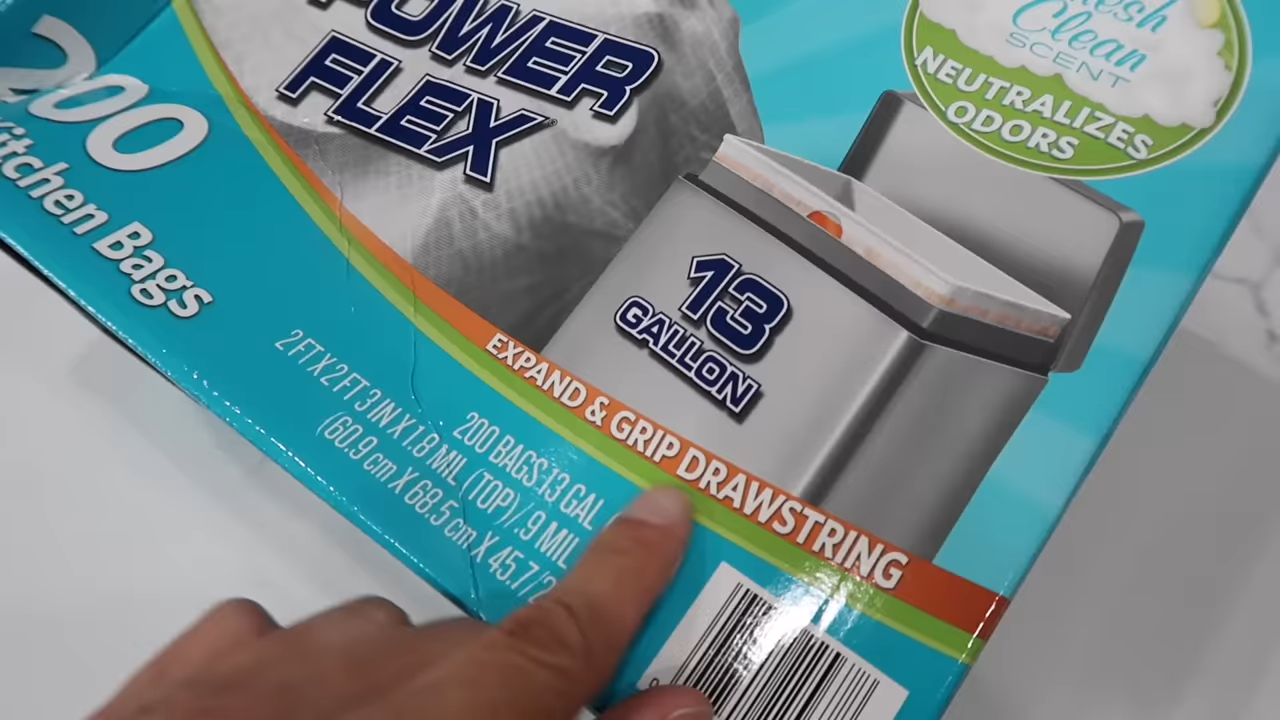 POWER
FLEX
Fresh
Clean
SCENT
NEUTRALIZES
ODORS
200
Kitchen Bags
13
GALLON
EXPAND & GRIP DRAWSTRING
200 BAGS-13 GAL
2 FT X 2 FT 3 IN X 1.8 MIL (TOP)/.9 MIL
(60.9 cm X 68.5 cm X 45.7/2